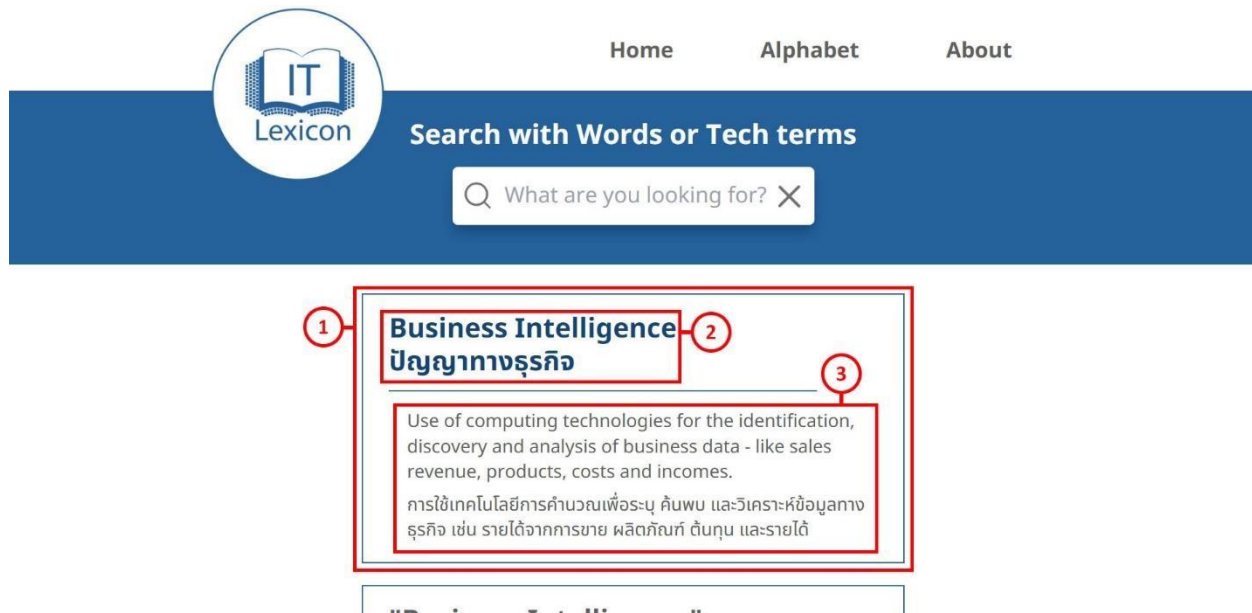 Home Alphabet About
IT
Lexicon
Search with Words or Tech terms
What are you looking for?
1
Business Intelligence
2
ปัญญาทางธุรกิจ
3
Use of computing technologies for the identification,
discovery and analysis of business data - like sales
revenue, products, costs and incomes.
การใช้เทคโนโลยีการคำนวณเพื่อระบุ ค้นพบ และวิเคราะห์ข้อมูลทาง
ธุรกิจ เช่น รายได้จากการขาย ผลิตภัณฑ์ ต้นทุน และรายได้
"Business Intelligence"